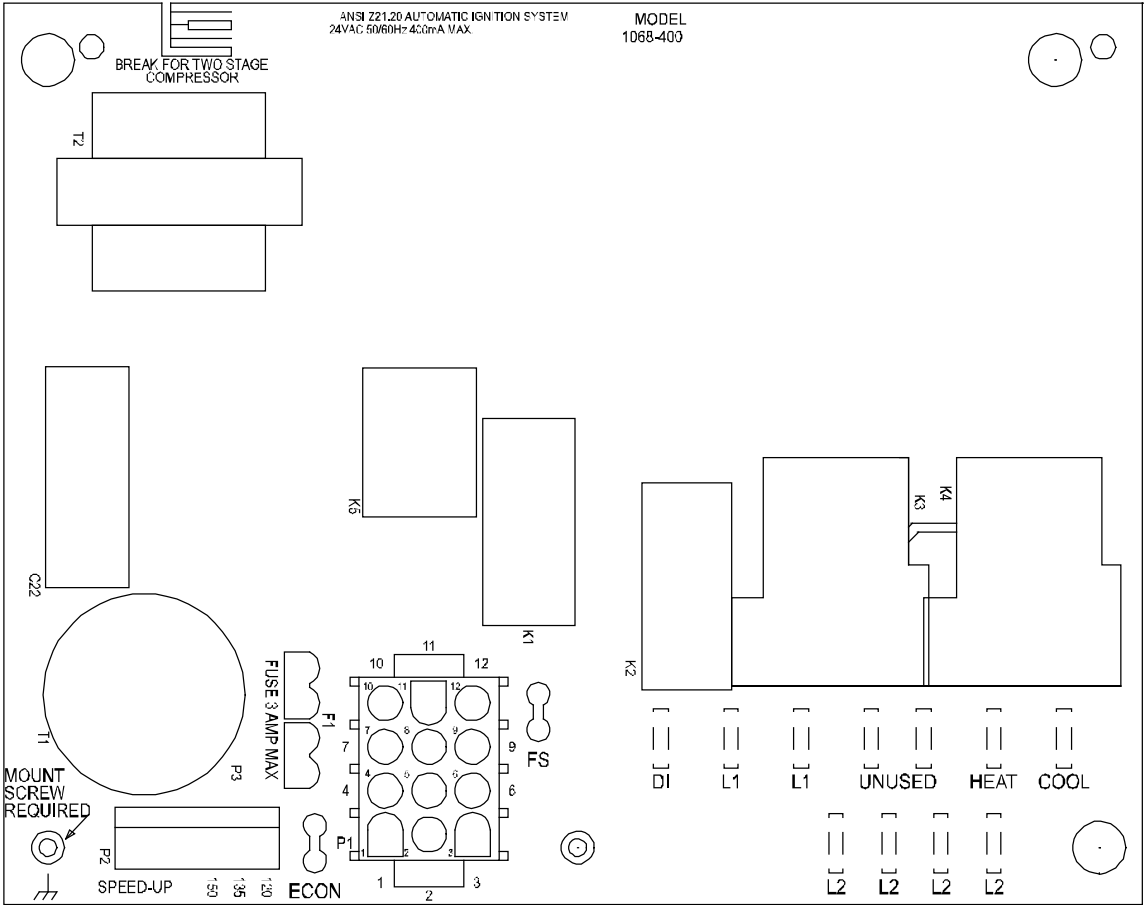 ANSI Z21.20 AUTOMATIC IGNITION SYSTEM
24VAC 50/60Hz 400mA MAX.
MODEL
1068-400
BREAK FOR TWO STAGE
COMPRESSOR
T2
K5
K3
K4
C22
K1
K2
11
10
12
10
11
12
FUSE 3 AMP MAX
F1
7
7
8
9
9
FS
T1
P3
DI
L1
L1
UNUSED
HEAT
COOL
MOUNT
SCREW
REQUIRED
4
4
5
6
6
P1
1
2
3
P2
SPEED-UP
150
135
120
ECON
1
2
3
L2
L2
L2
L2